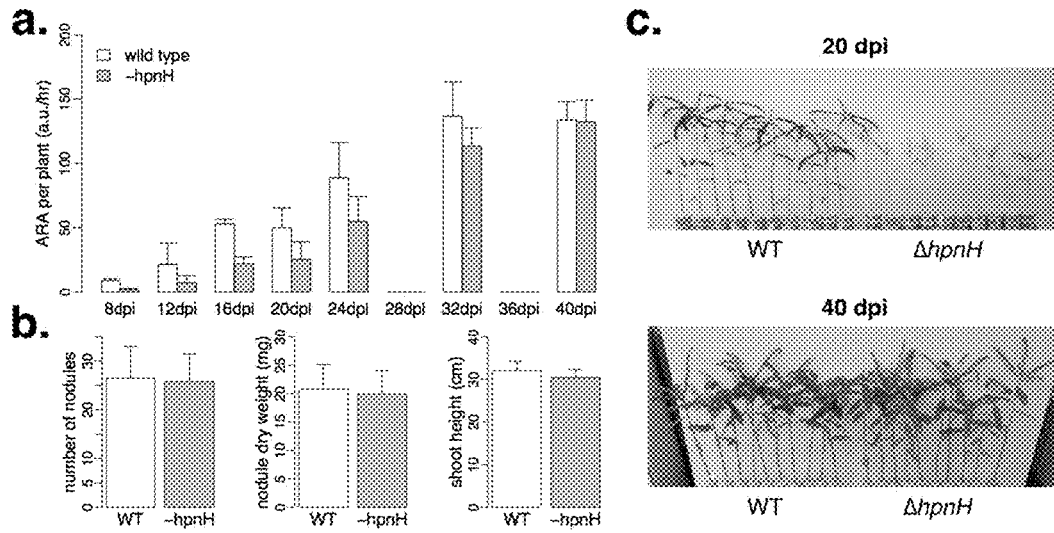 a.
ARA per plant (a.u./hr)
0 50 100 150 200
wild type
-hpnH
8dpi 12dpi 16dpi 20dpi 24dpi 28dpi 32dpi 36dpi 40dpi
b.
number of nodules
0 5 10 20 30
WT -hpnH
nodule dry weight (mg)
0 5 10 15 20 25 30
WT -hpnH
shoot height (cm)
0 10 20 30 40
WT -hpnH
c.
20 dpi
WT ΔhpnH
40 dpi
WT ΔhpnH